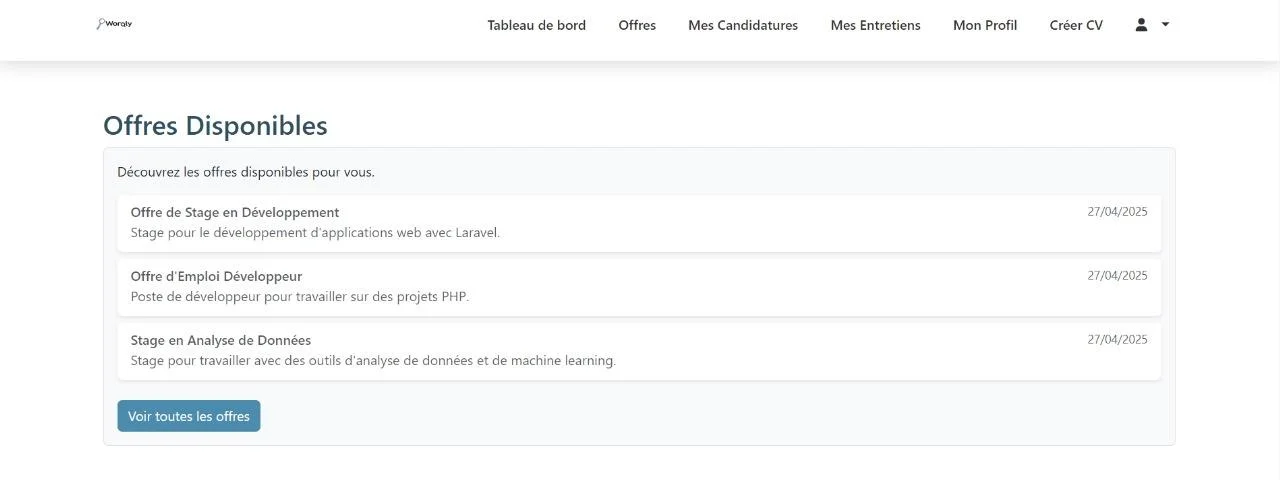 Worqly
Tableau de bord Offres Mes Candidatures Mes Entretiens Mon Profil Créer CV
Offres Disponibles
Découvrez les offres disponibles pour vous.
Offre de Stage en Développement 27/04/2025
Stage pour le développement d'applications web avec Laravel.
Offre d'Emploi Développeur 27/04/2025
Poste de développeur pour travailler sur des projets PHP.
Stage en Analyse de Données 27/04/2025
Stage pour travailler avec des outils d'analyse de données et de machine learning.
Voir toutes les offres